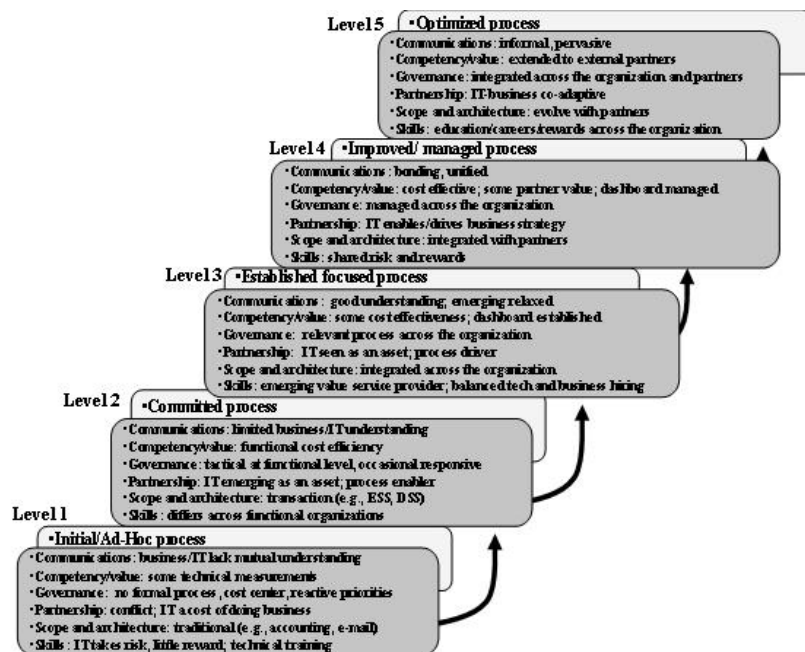 Level 5
•Optimized process
•Communications: informal, pervasive
•Competency/value: extended to external partners
•Governance: integrated across the organization and partners
•Partnership: IT-business co-adaptive
•Scope and architecture: evolve with partners
•Skills: education/careers/rewards across the organization
Level 4
•Improved/ managed process
•Communications: bonding, unified
•Competency/value: cost effective; some partner value; dashboard managed
•Governance: managed across the organization
•Partnership: IT enables/drives business strategy
•Scope and architecture: integrated with partners
•Skills: shared risk and rewards
Level 3
•Established focused process
•Communications: good understanding; emerging relaxed
•Competency/value: some cost effectiveness; dashboard established
•Governance: relevant process across the organization
•Partnership: IT seen as an asset; process driver
•Scope and architecture: integrated across the organization
•Skills: emerging value service provider; balanced tech and business hiring
Level 2
•Committed process
•Communications: limited business/IT understanding
•Competency/value: functional cost efficiency
•Governance: tactical at functional level, occasional responsive
•Partnership: IT emerging as an asset; process enabler
•Scope and architecture: transaction (e.g., ESS, DSS)
•Skills: differs across functional organizations
Level 1
•Initial/Ad-Hoc process
•Communications: business/IT lack mutual understanding
•Competency/value: some technical measurements
•Governance: no formal process, cost center, reactive priorities
•Partnership: conflict; IT a cost of doing business
•Scope and architecture: traditional (e.g., accounting, e-mail)
•Skills: IT takes risk, little reward; technical training